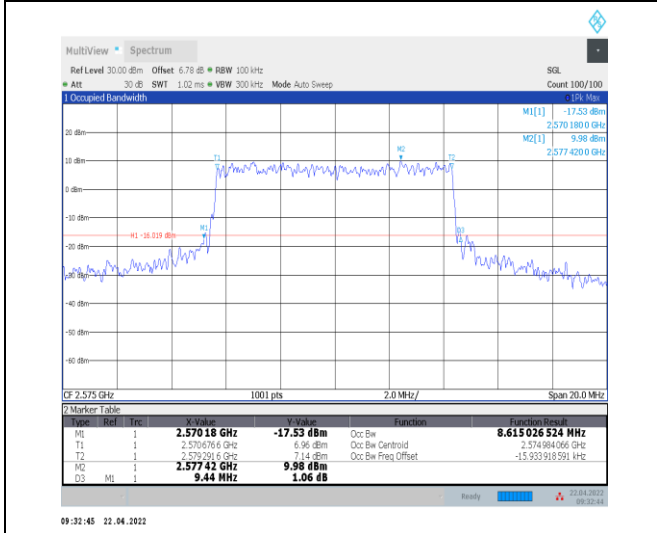 MultiView Spectrum
Ref Level 30.00 dBm Offset 6.78 dB RBW 100 kHz SGL
Att 30 dB SWT 1.02 ms VBW 300 kHz Mode Auto Sweep Count 100/100
1 Occupied Bandwidth 1Pk Max
M1[1] -17.53 dBm
2.570 180 0 GHz
M2[1] 9.98 dBm
2.577 420 0 GHz
20 dBm
M2
T1 T2
10 dBm
0 dBm
-10 dBm
M1 D3
H1 -16.019 dBm
-20 dBm
-30 dBm
-40 dBm
-50 dBm
-60 dBm
CF 2.575 GHz 1001 pts 2.0 MHz/ Span 20.0 MHz
2 Marker Table
Type Ref Trc X-Value Y-Value Function Function Result
M1 1 2.570 18 GHz -17.53 dBm Occ Bw 8.615 026 524 MHz
T1 1 2.570 676 6 GHz 6.96 dBm Occ Bw Centroid 2.574 984 066 GHz
T2 1 2.579 291 6 GHz 7.14 dBm Occ Bw Freq Offset -15.933 918 591 kHz
M2 1 2.577 42 GHz 9.98 dBm
D3 M1 1 9.44 MHz 1.06 dB
Ready 22.04.2022
09:32:44
09:32:45 22.04.2022